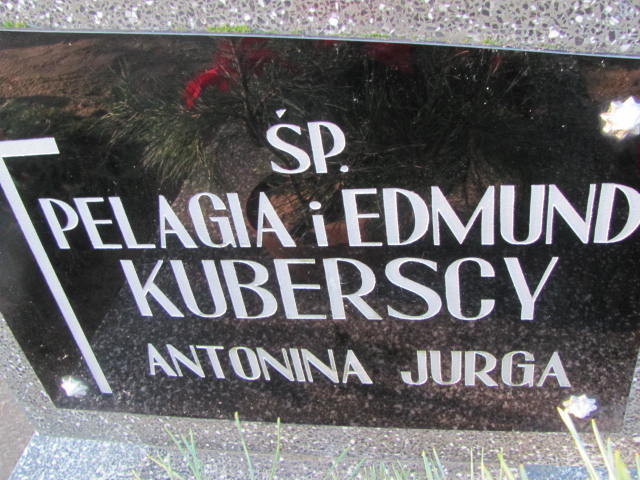 ŚP.
PELAGIA i EDMUND
KUBERSCY
ANTONINA JURGA